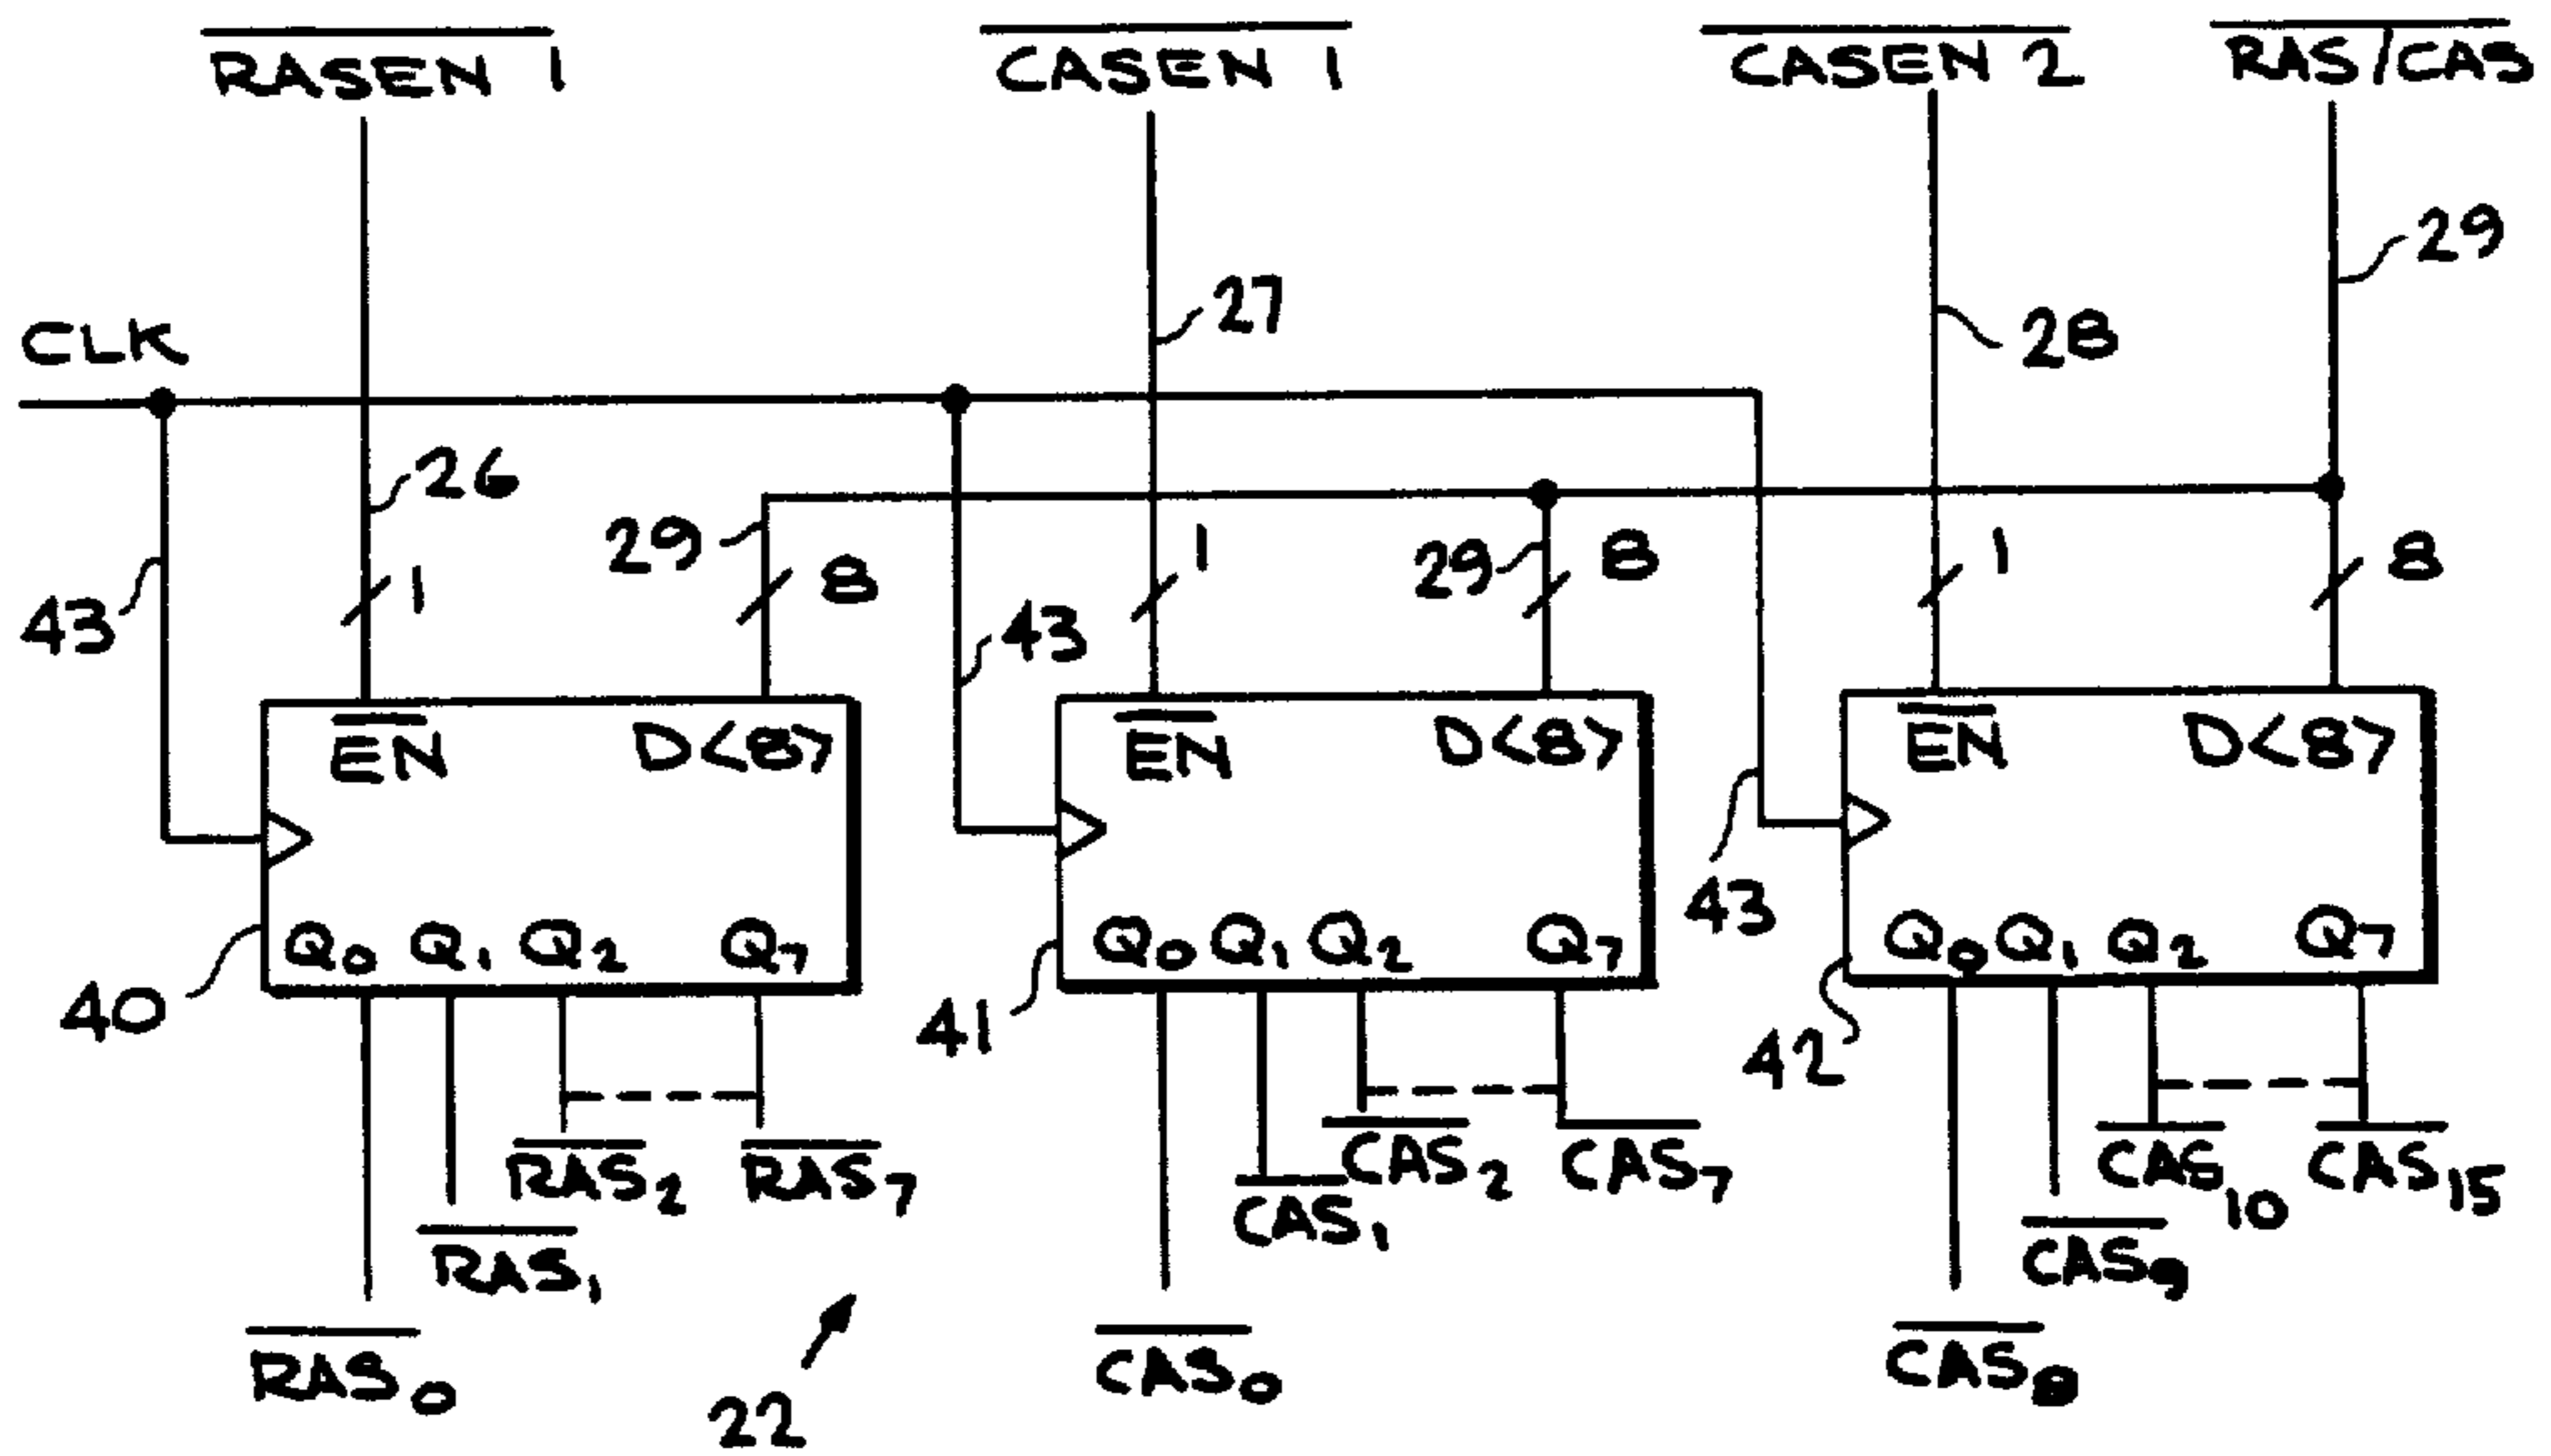 RASEN 1 CASEN 1 CASEN 2 RAS/CAS
29
27
28
CLK
26
29 8 29 8 8
1 1 1
43 43 43
EN D<8> EN D<8> EN D<8>
Q0 Q1 Q2 Q7 Q0 Q1 Q2 Q7 Q0 Q1 Q2 Q7
40 41 42
RAS2 RAS7 CAS2 CAS7 CAS10 CAS15
RAS1 CAS1 CAS9
RAS0 CAS0 CAS8
22